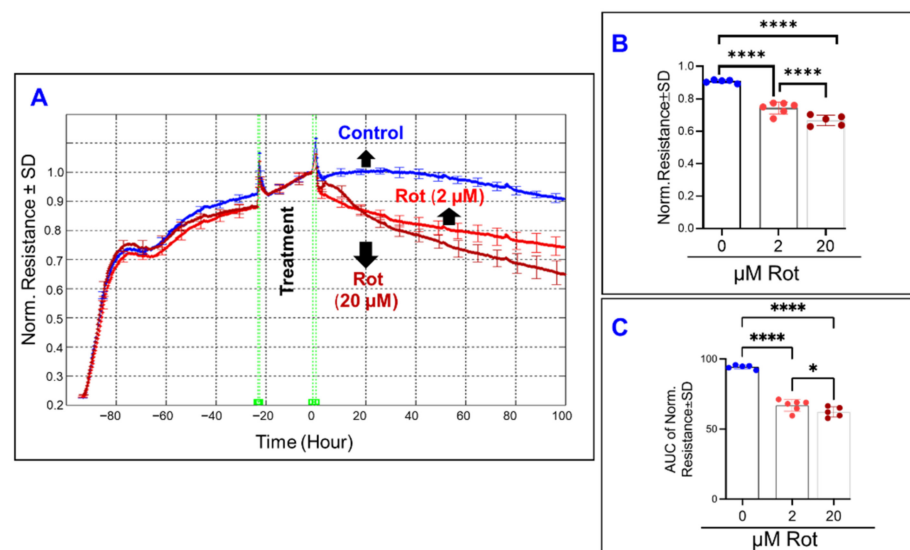 A
Control
Rot (2 µM)
Rot
(20 µM)
Treatment
Norm. Resistance ± SD
1.0
0.9
0.8
0.7
0.6
0.5
0.4
0.3
0.2
−80 −60 −40 −20 0 20 40 60 80 100
Time (Hour)
B
****
**** ****
Norm.Resistance±SD
1.0
0.8
0.6
0.4
0.2
0.0
0 2 20
µM Rot
C
****
****
*
AUC of Norm.
Resistance±SD
100
50
0
0 2 20
µM Rot